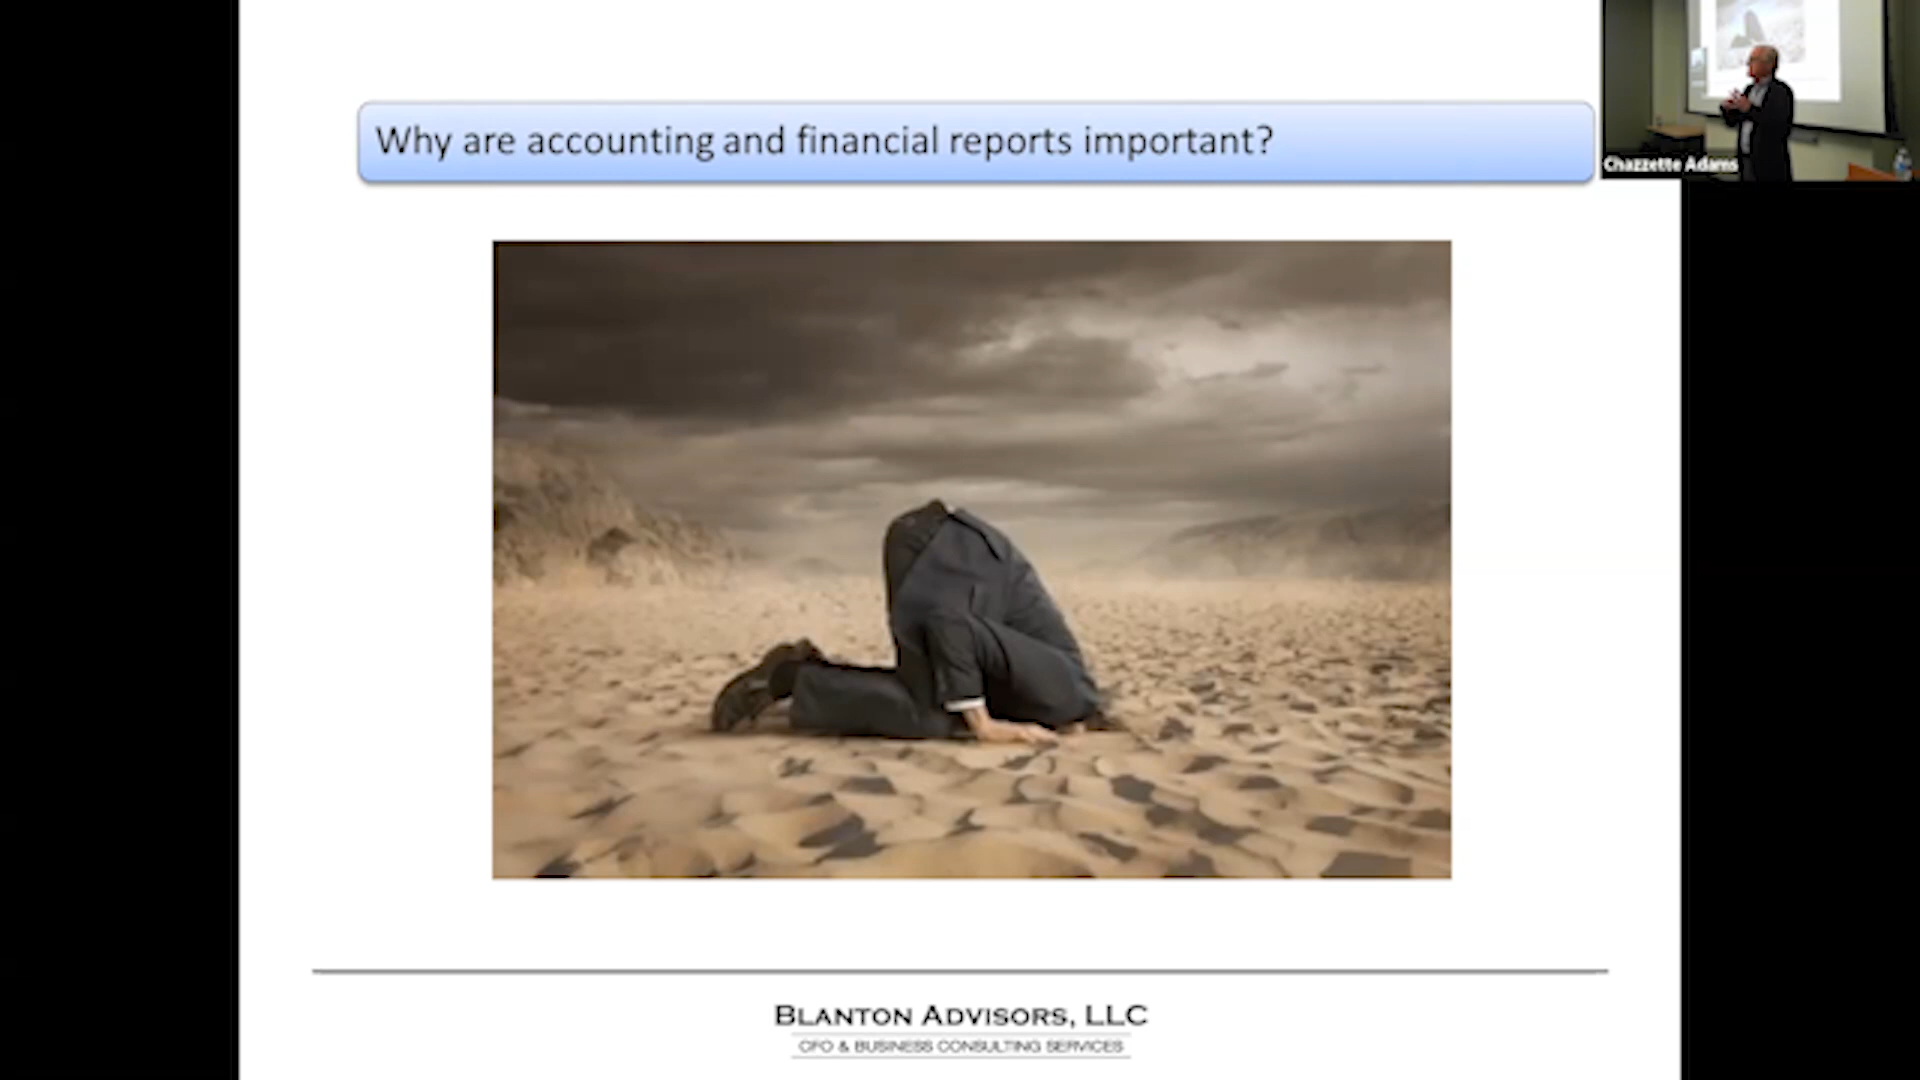 Why are accounting and financial reports important?
Chazzette Adams
BLANTON ADVISORS, LLC
CFO & BUSINESS CONSULTING SERVICES